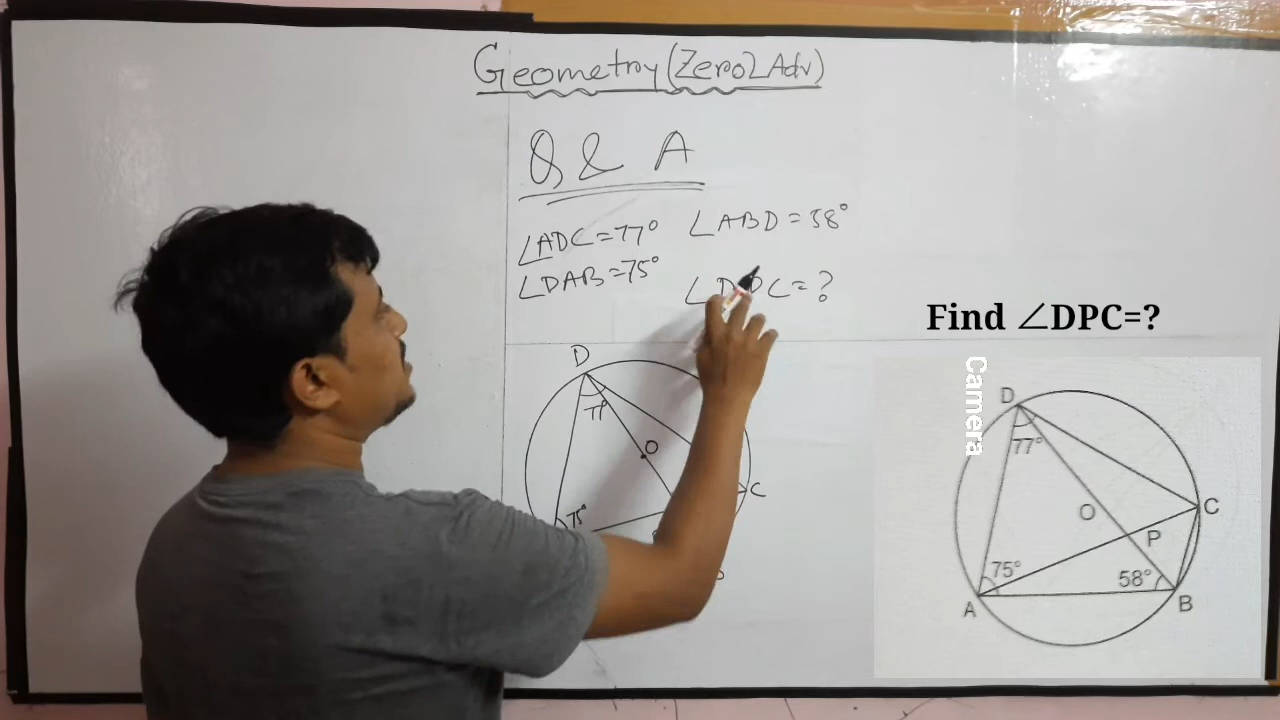 Geometry (Zero2Adv)
Q & A
∠ADC=77° ∠ABD=58°
∠DAB=75°
∠DPC=?
D
77°
O
C
75°
Find ∠DPC=?
Camera
D
77°
C
O
P
75°
58°
A
B